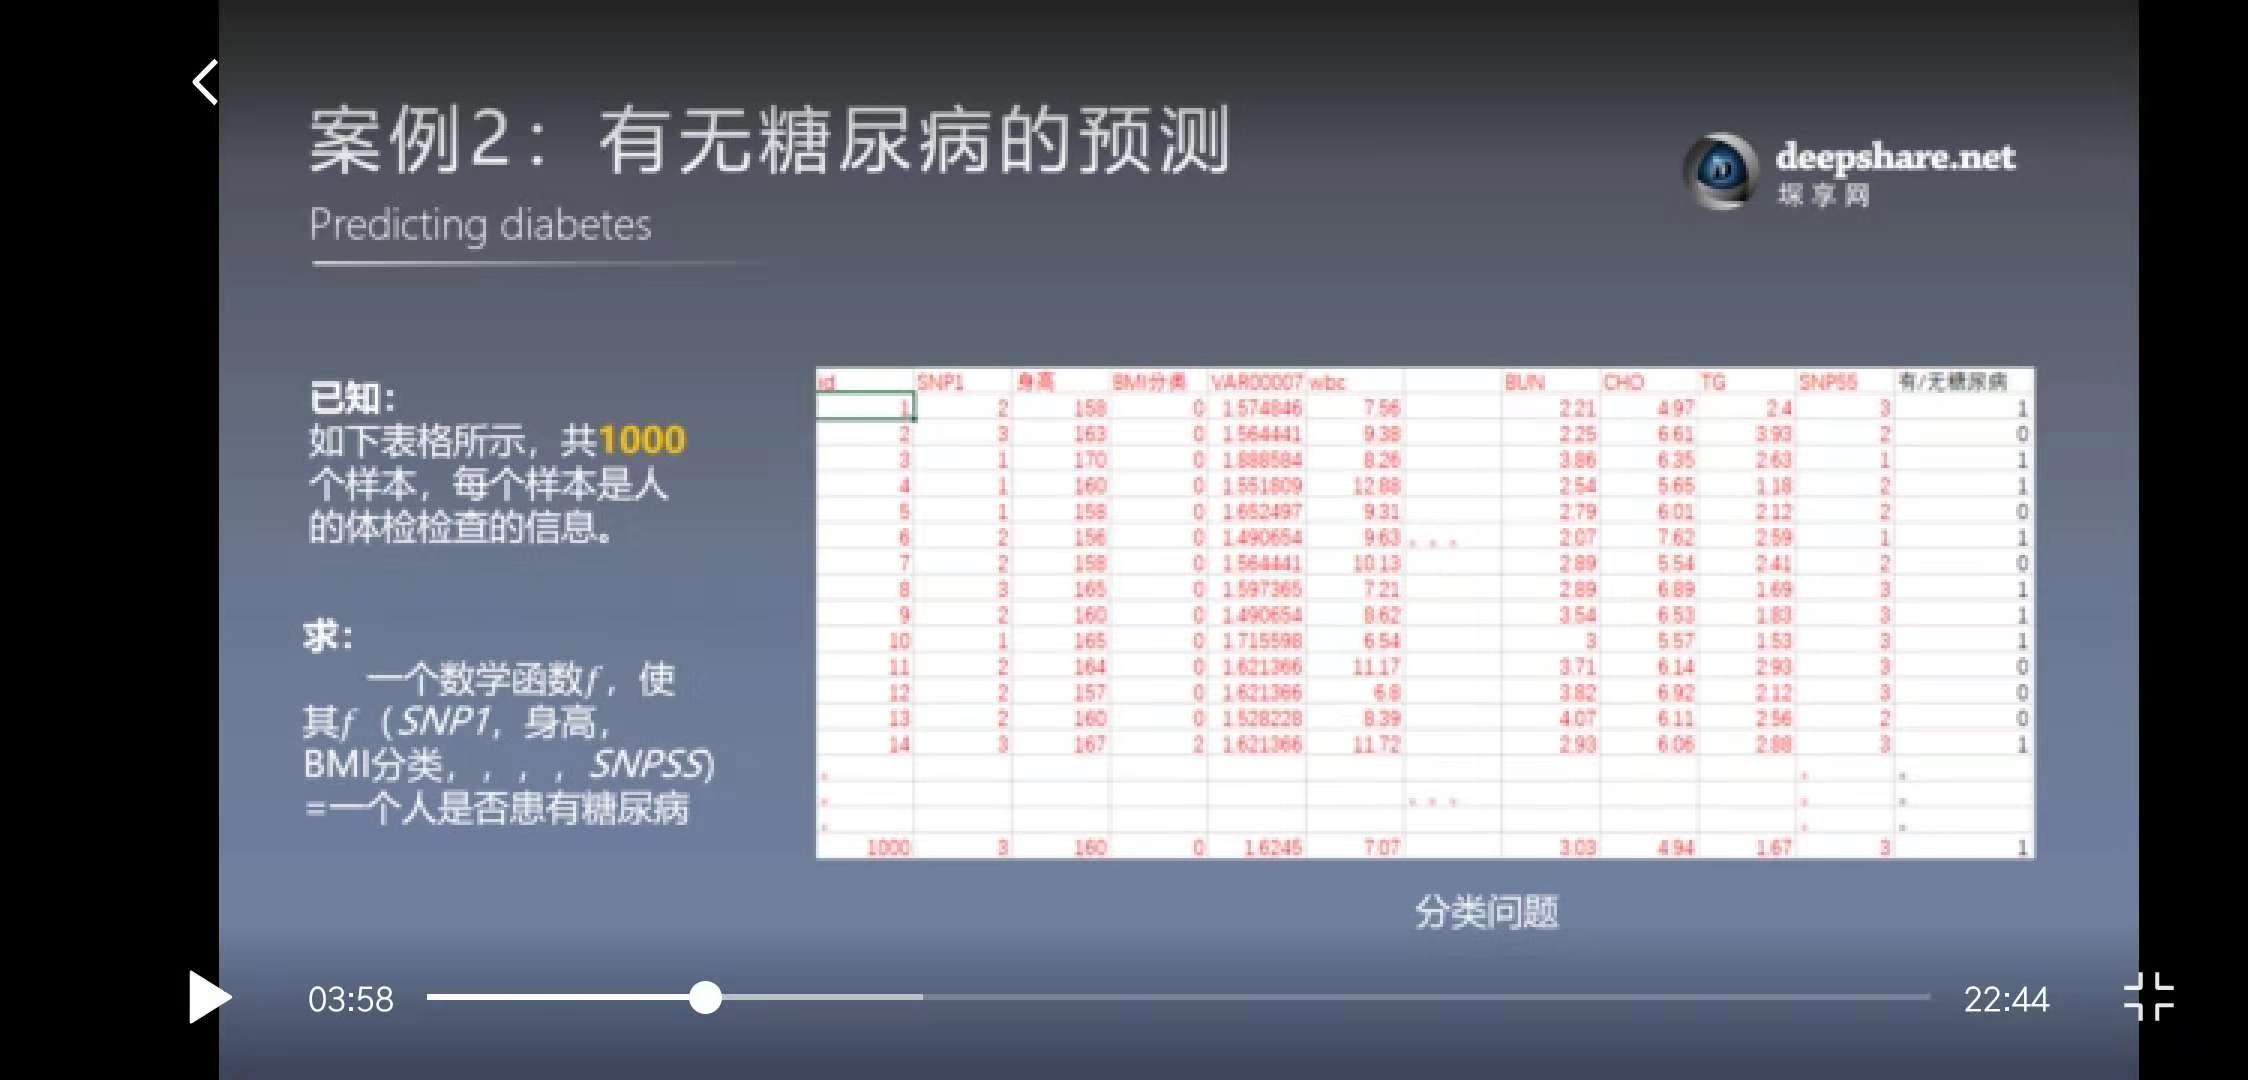 案例2：有无糖尿病的预测
Predicting diabetes
deepshare.net
深享网
已知：
如下表格所示，共1000
个样本，每个样本是人
的体检检查的信息。
求：
一个数学函数f，使
其f（SNP1，身高，
BMI分类，，，，SNPSS)
=一个人是否患有糖尿病
id SNP1 身高 BMI分类 VAR00007 wbc BUN CHO TG SNP55 有/无糖尿病
1 2 158 0 1.574846 7.56 2.21 4.97 2.4 3 1
2 3 163 0 1.564441 9.38 2.25 6.61 3.93 2 0
3 1 170 0 1.888584 8.26 3.86 6.35 2.63 1 1
4 1 160 0 1.551809 12.88 2.54 5.65 1.18 2 1
5 1 158 0 1.652497 9.31 2.79 6.01 2.12 2 0
6 2 156 0 1.490654 9.63 . . . 2.07 7.62 2.59 1 1
7 2 158 0 1.564441 10.13 2.89 5.54 2.41 2 0
8 3 165 0 1.597365 7.21 2.89 6.89 1.69 3 1
9 2 160 0 1.490654 8.62 3.54 6.53 1.83 3 1
10 1 165 0 1.715598 6.54 3 5.57 1.53 3 1
11 2 164 0 1.621366 11.17 3.71 6.14 2.93 3 0
12 2 157 0 1.621366 6.8 3.82 6.92 2.12 3 0
13 2 160 0 1.528228 8.39 4.07 6.11 2.56 2 0
14 3 167 2 1.621366 11.72 2.93 6.06 2.88 3 1
. . .
. . . . . .
. . .
1000 3 160 0 1.6245 7.07 3.03 4.94 1.67 3 1
分类问题
03:58
22:44